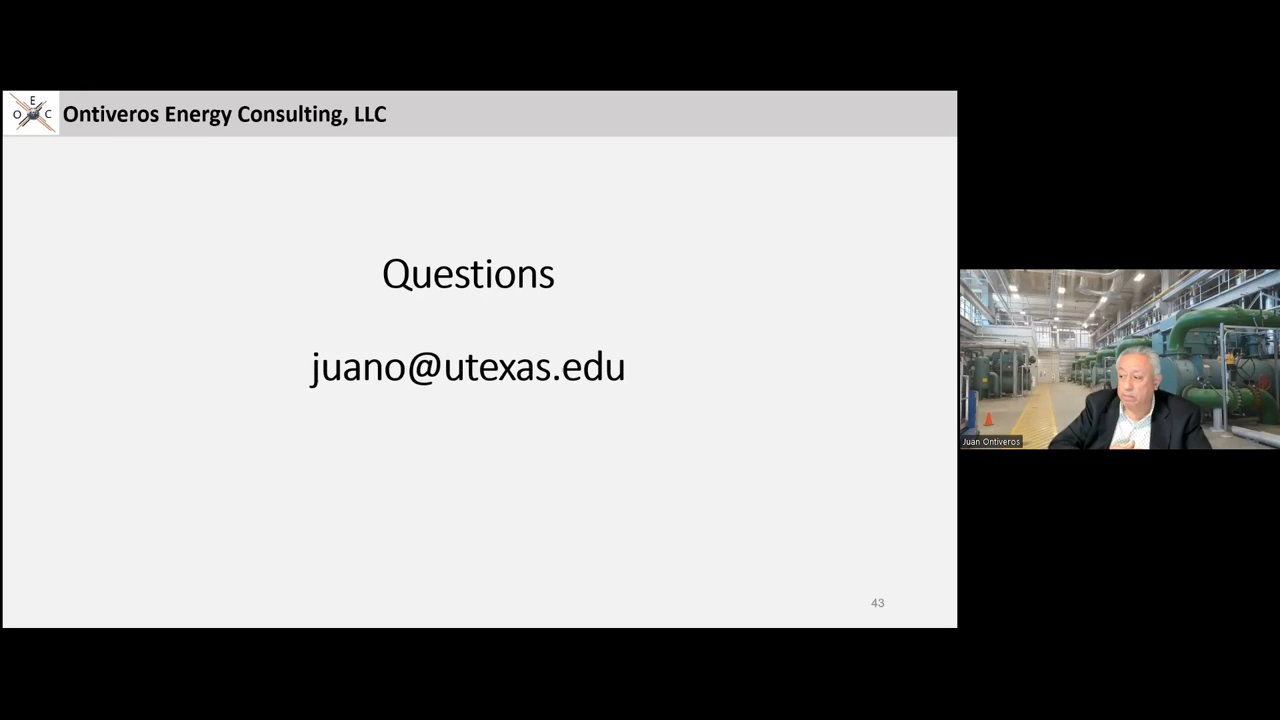 E
O C
Ontiveros Energy Consulting, LLC
Questions
juano@utexas.edu
43
Juan Ontiveros